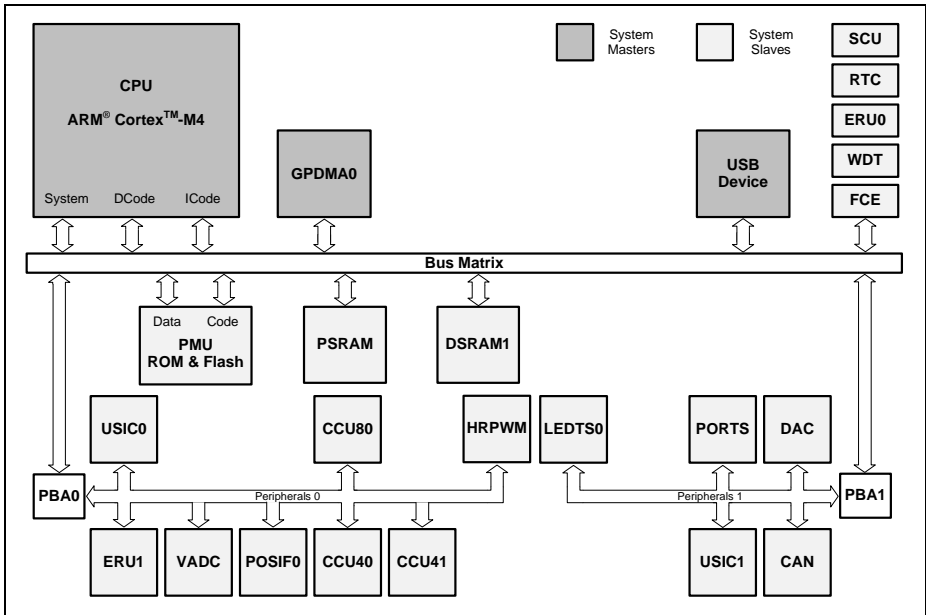 CPU
ARM® Cortex™-M4
System DCode ICode
GPDMA0
System
Masters
System
Slaves
USB
Device
SCU
RTC
ERU0
WDT
FCE
Bus Matrix
Data Code
PMU
ROM & Flash
PSRAM
DSRAM1
USIC0
CCU80
HRPWM
LEDTS0
PORTS
DAC
PBA0
Peripherals 0
Peripherals 1
PBA1
ERU1
VADC
POSIF0
CCU40
CCU41
USIC1
CAN